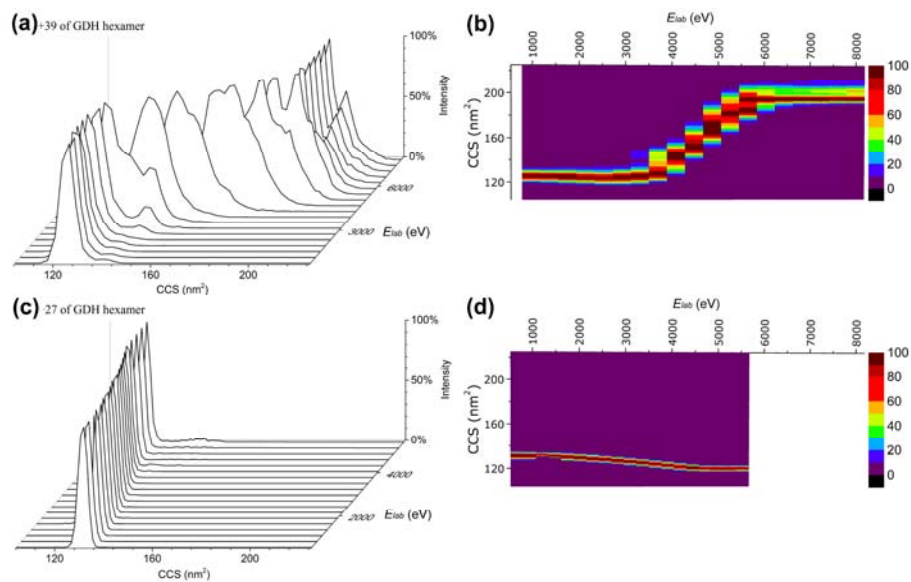 (a) +39 of GDH hexamer
100%
50%
0%
Intensity
6000
3000
Elab (eV)
120 160 200
CCS (nm²)
(b)
Elab (eV)
1000 2000 3000 4000 5000 6000 7000 8000
CCS (nm²)
200
160
120
100
80
60
40
20
0
(c) -27 of GDH hexamer
100%
50%
0%
Intensity
4000
2000
Elab (eV)
120 160 200
CCS (nm²)
(d)
Elab (eV)
1000 2000 3000 4000 5000 6000 7000 8000
CCS (nm²)
200
160
120
100
80
60
40
20
0